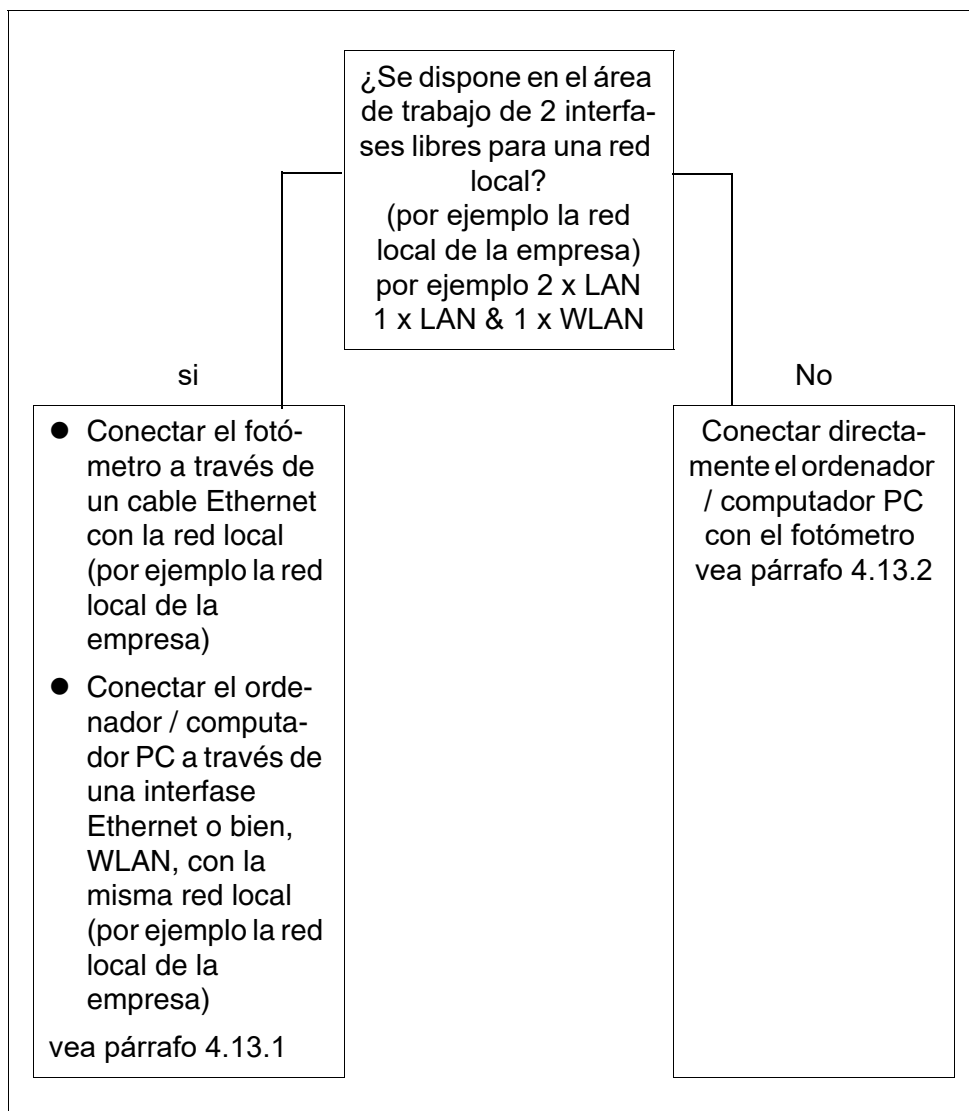 ¿Se dispone en el área
de trabajo de 2 interfa-
ses libres para una red
local?
(por ejemplo la red
local de la empresa)
por ejemplo 2 x LAN
1 x LAN & 1 x WLAN
si
No
● Conectar el fotó-
metro a través de
un cable Ethernet
con la red local
(por ejemplo la red
local de la
empresa)
● Conectar el orde-
nador / computa-
dor PC a través de
una interfase
Ethernet o bien,
WLAN, con la
misma red local
(por ejemplo la red
local de la
empresa)
vea párrafo 4.13.1
Conectar directa-
mente el ordenador
/ computador PC
con el fotómetro
vea párrafo 4.13.2